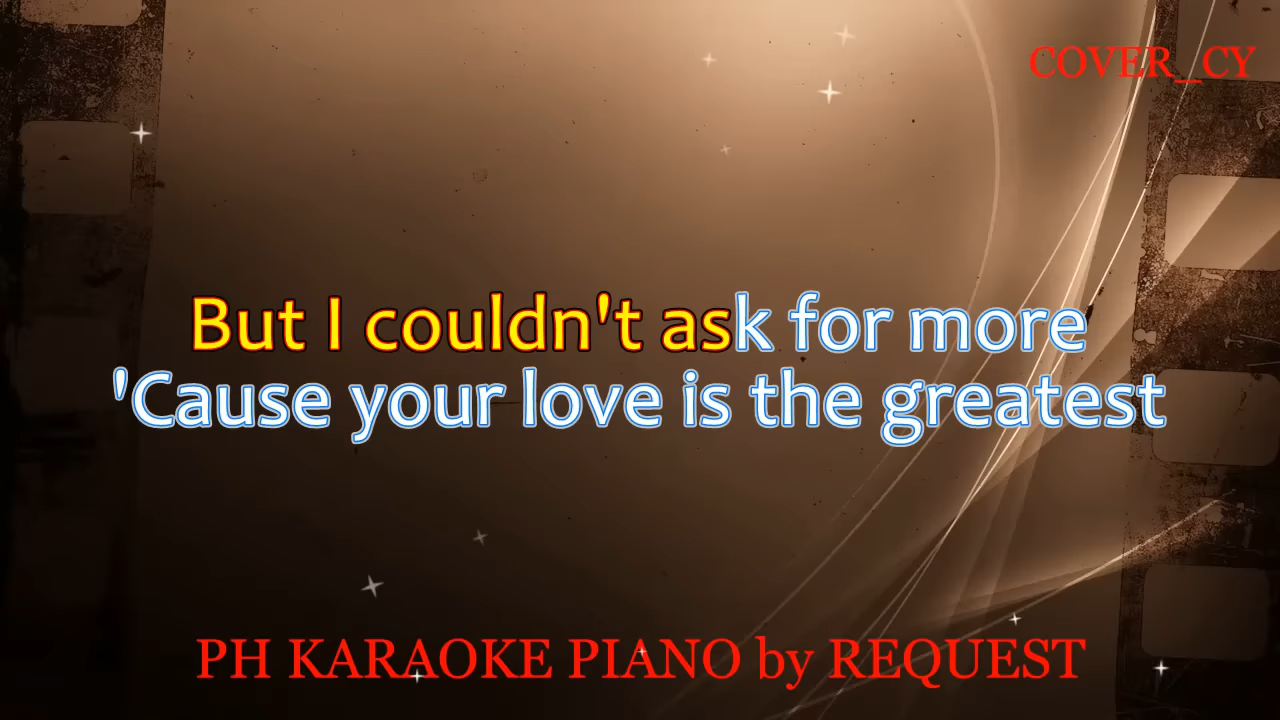 COVER_CY
But I couldn't ask for more
'Cause your love is the greatest
PH KARAOKE PIANO by REQUEST